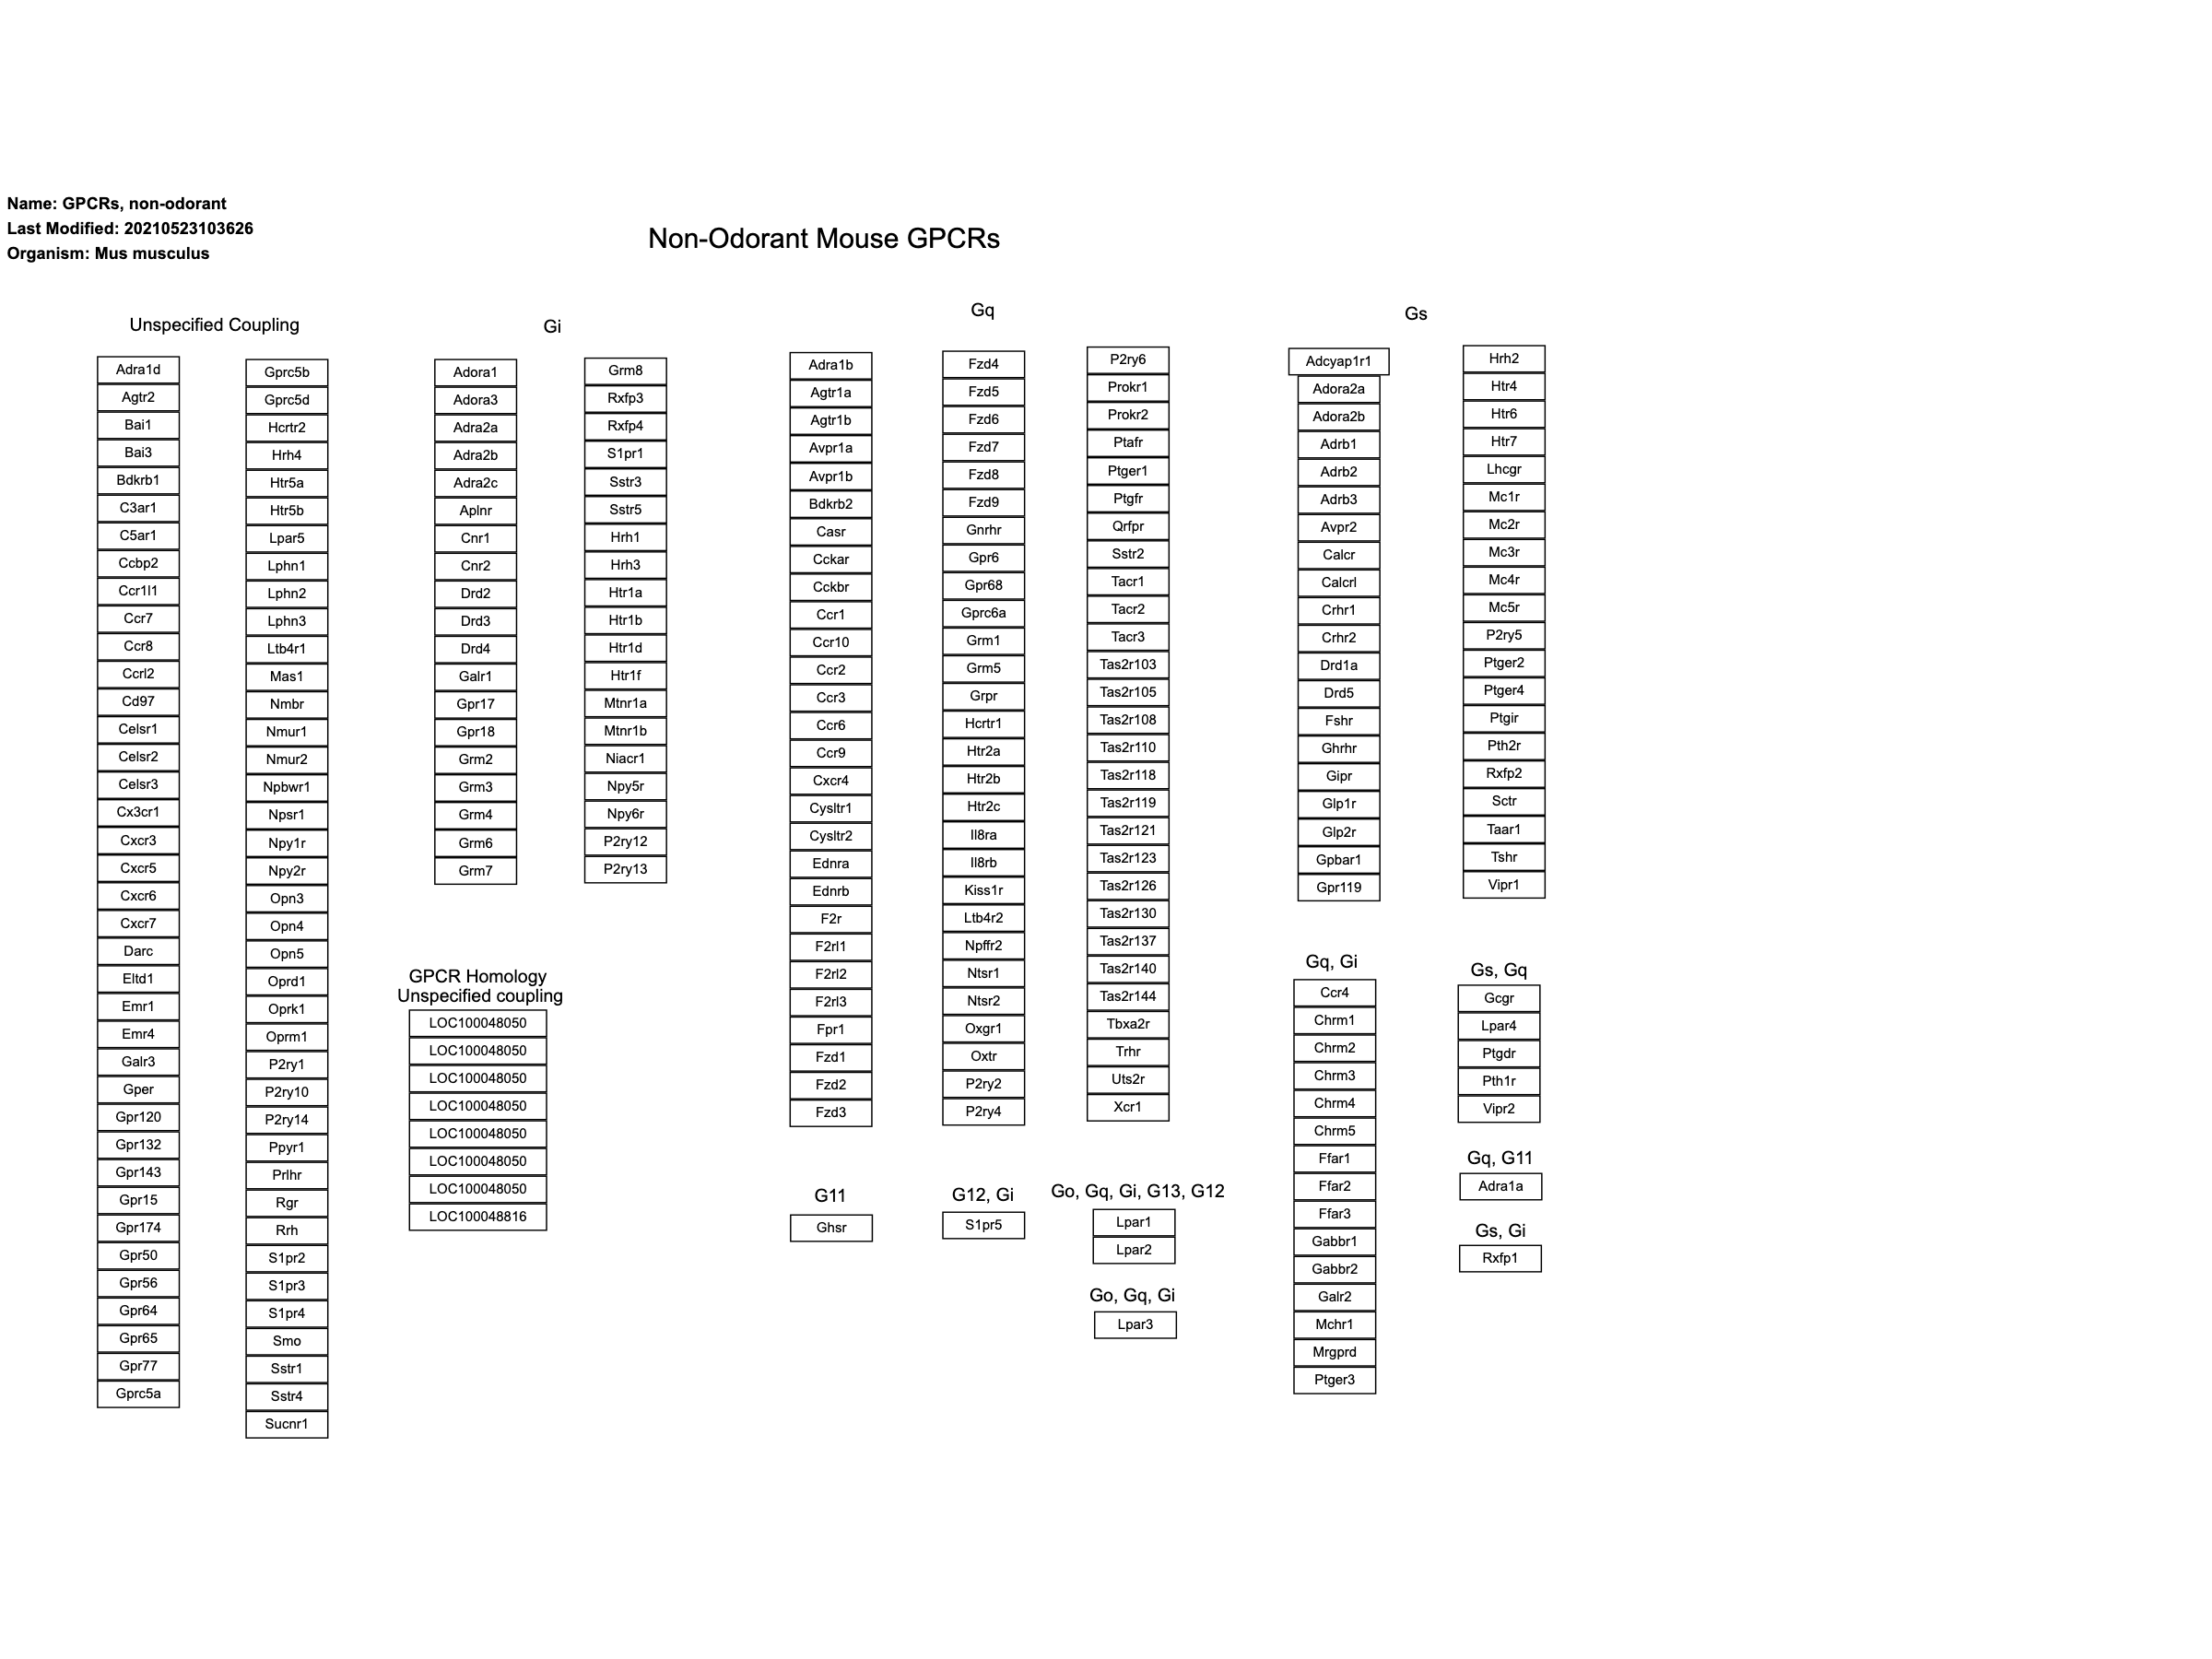 Name: GPCRs, non-odorant
Last Modified: 20210523103626
Organism: Mus musculus
Non-Odorant Mouse GPCRs
Unspecified Coupling
Adra1d
Agtr2
Bai1
Bai3
Bdkrb1
C3ar1
C5ar1
Ccbp2
Ccr1l1
Ccr7
Ccr8
Ccrl2
Cd97
Celsr1
Celsr2
Celsr3
Cx3cr1
Cxcr3
Cxcr5
Cxcr6
Cxcr7
Darc
Eltd1
Emr1
Emr4
Galr3
Gper
Gpr120
Gpr132
Gpr143
Gpr15
Gpr174
Gpr50
Gpr56
Gpr64
Gpr65
Gpr77
Gprc5a
Gprc5b
Gprc5d
Hcrtr2
Hrh4
Htr5a
Htr5b
Lpar5
Lphn1
Lphn2
Lphn3
Ltb4r1
Mas1
Nmbr
Nmur1
Nmur2
Npbwr1
Npsr1
Npy1r
Npy2r
Opn3
Opn4
Opn5
Oprd1
Oprk1
Oprm1
P2ry1
P2ry10
P2ry14
Ppyr1
Prlhr
Rgr
Rrh
S1pr2
S1pr3
S1pr4
Smo
Sstr1
Sstr4
Sucnr1
Gi
Adora1
Adora3
Adra2a
Adra2b
Adra2c
Aplnr
Cnr1
Cnr2
Drd2
Drd3
Drd4
Galr1
Gpr17
Gpr18
Grm2
Grm3
Grm4
Grm6
Grm7
Grm8
Rxfp3
Rxfp4
S1pr1
Sstr3
Sstr5
Hrh1
Hrh3
Htr1a
Htr1b
Htr1d
Htr1f
Mtnr1a
Mtnr1b
Niacr1
Npy5r
Npy6r
P2ry12
P2ry13
GPCR Homology
Unspecified coupling
LOC100048050
LOC100048050
LOC100048050
LOC100048050
LOC100048050
LOC100048050
LOC100048050
LOC100048816
Gq
Adra1b
Agtr1a
Agtr1b
Avpr1a
Avpr1b
Bdkrb2
Casr
Cckar
Cckbr
Ccr1
Ccr10
Ccr2
Ccr3
Ccr6
Ccr9
Cxcr4
Cysltr1
Cysltr2
Ednra
Ednrb
F2r
F2rl1
F2rl2
F2rl3
Fpr1
Fzd1
Fzd2
Fzd3
Fzd4
Fzd5
Fzd6
Fzd7
Fzd8
Fzd9
Gnrhr
Gpr6
Gpr68
Gprc6a
Grm1
Grm5
Grpr
Hcrtr1
Htr2a
Htr2b
Htr2c
Il8ra
Il8rb
Kiss1r
Ltb4r2
Npffr2
Ntsr1
Ntsr2
Oxgr1
Oxtr
P2ry2
P2ry4
P2ry6
Prokr1
Prokr2
Ptafr
Ptger1
Ptgfr
Qrfpr
Sstr2
Tacr1
Tacr2
Tacr3
Tas2r103
Tas2r105
Tas2r108
Tas2r110
Tas2r118
Tas2r119
Tas2r121
Tas2r123
Tas2r126
Tas2r130
Tas2r137
Tas2r140
Tas2r144
Tbxa2r
Trhr
Uts2r
Xcr1
G11
Ghsr
G12, Gi
S1pr5
Go, Gq, Gi, G13, G12
Lpar1
Lpar2
Go, Gq, Gi
Lpar3
Gs
Adcyap1r1
Adora2a
Adora2b
Adrb1
Adrb2
Adrb3
Avpr2
Calcr
Calcrl
Crhr1
Crhr2
Drd1a
Drd5
Fshr
Ghrhr
Gipr
Glp1r
Glp2r
Gpbar1
Gpr119
Hrh2
Htr4
Htr6
Htr7
Lhcgr
Mc1r
Mc2r
Mc3r
Mc4r
Mc5r
P2ry5
Ptger2
Ptger4
Ptgir
Pth2r
Rxfp2
Sctr
Taar1
Tshr
Vipr1
Gq, Gi
Ccr4
Chrm1
Chrm2
Chrm3
Chrm4
Chrm5
Ffar1
Ffar2
Ffar3
Gabbr1
Gabbr2
Galr2
Mchr1
Mrgprd
Ptger3
Gs, Gq
Gcgr
Lpar4
Ptgdr
Pth1r
Vipr2
Gq, G11
Adra1a
Gs, Gi
Rxfp1